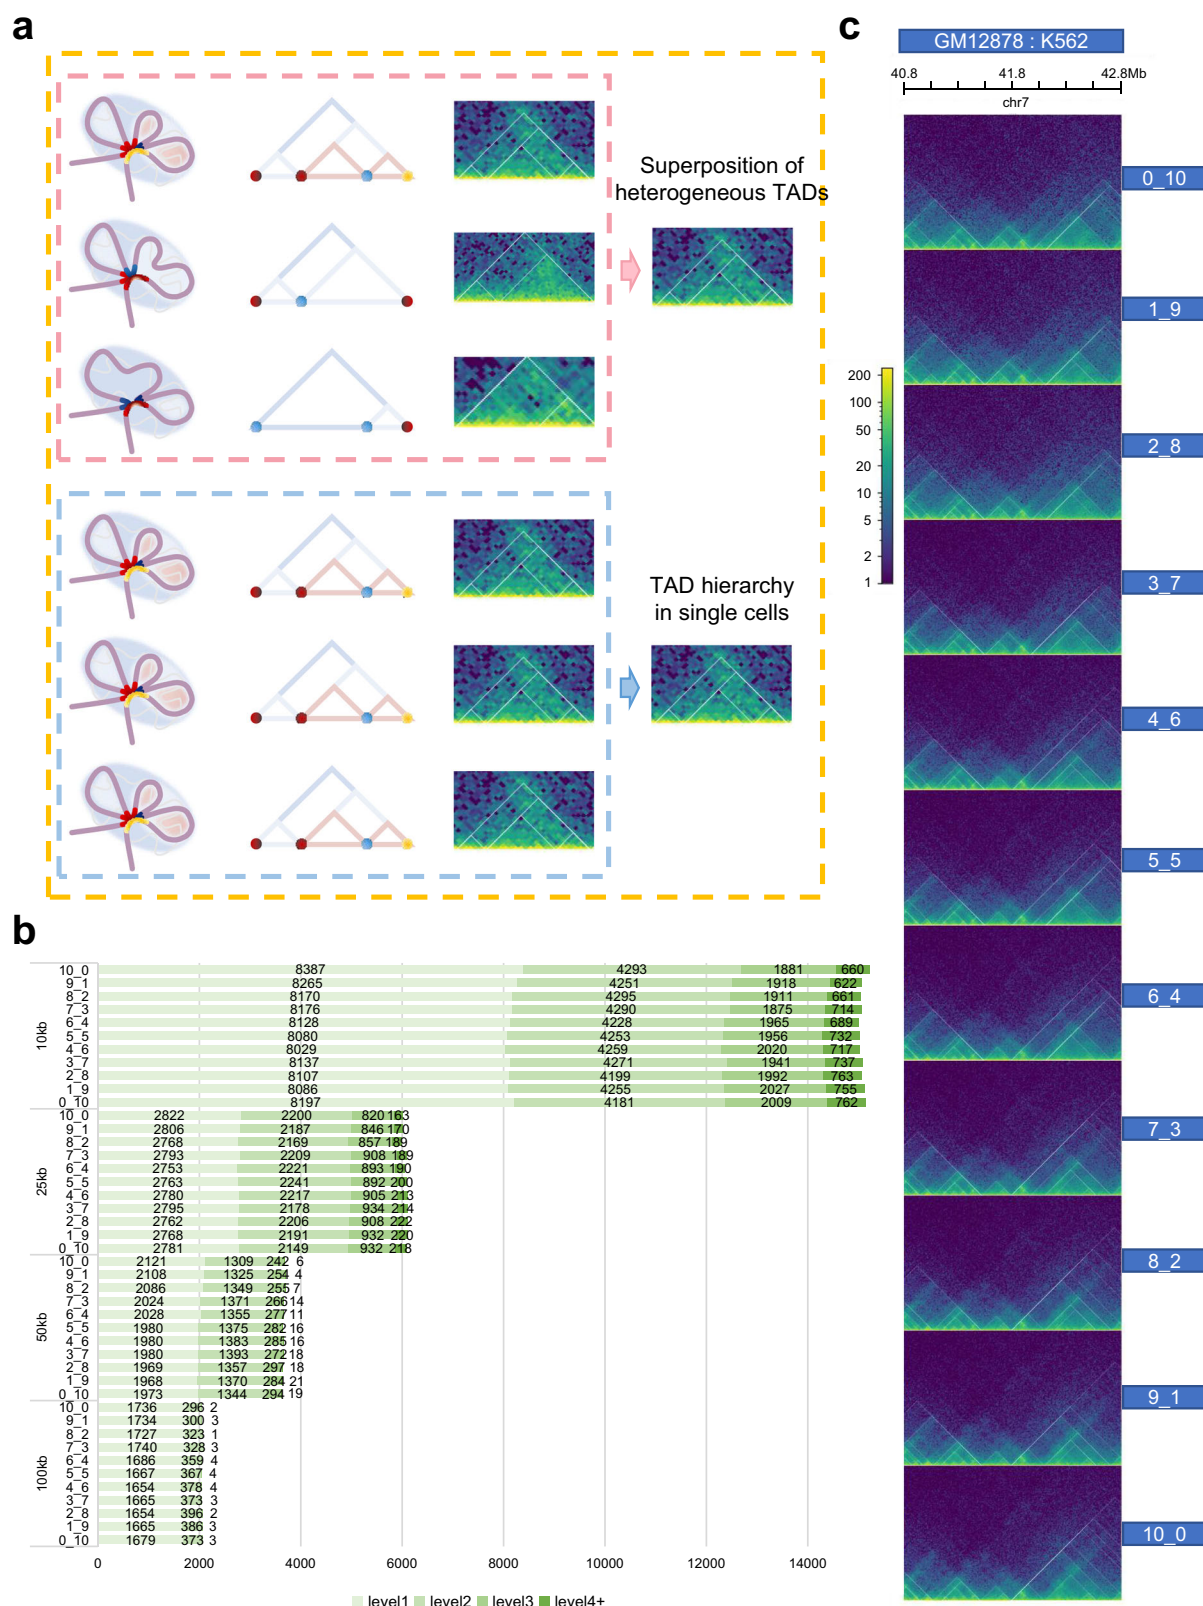 a
Superposition of
heterogeneous TADs
TAD hierarchy
in single cells
b
10kb
10_0 8387 4293 1881 660
9_1 8265 4251 1918 622
8_2 8170 4295 1911 661
7_3 8176 4290 1875 714
6_4 8128 4228 1965 689
5_5 8080 4253 1956 732
4_6 8029 4259 2020 717
3_7 8137 4271 1941 737
2_8 8107 4199 1992 763
1_9 8086 4255 2027 755
0_10 8197 4181 2009 762
25kb
10_0 2822 2200 820 163
9_1 2806 2187 846 170
8_2 2768 2169 857 189
7_3 2793 2209 908 189
6_4 2753 2221 893 190
5_5 2763 2241 892 200
4_6 2780 2217 905 213
3_7 2795 2178 934 214
2_8 2762 2206 908 222
1_9 2768 2191 932 220
0_10 2781 2149 932 218
50kb
10_0 2121 1309 242 6
9_1 2108 1325 254 4
8_2 2086 1349 255 7
7_3 2024 1371 266 14
6_4 2028 1355 277 11
5_5 1980 1375 282 16
4_6 1980 1383 285 16
3_7 1980 1393 272 18
2_8 1969 1357 297 18
1_9 1968 1370 284 21
0_10 1973 1344 294 19
100kb
10_0 1736 296 2
9_1 1734 300 3
8_2 1727 323 1
7_3 1740 328 3
6_4 1686 359 4
5_5 1667 367 4
4_6 1654 378 4
3_7 1665 373 3
2_8 1654 396 2
1_9 1665 386 3
0_10 1679 373 3
0 2000 4000 6000 8000 10000 12000 14000
level1 level2 level3 level4+
c
GM12878 : K562
40.8 41.8 42.8Mb
chr7
200
100
50
20
10
5
2
1
0_10
1_9
2_8
3_7
4_6
5_5
6_4
7_3
8_2
9_1
10_0